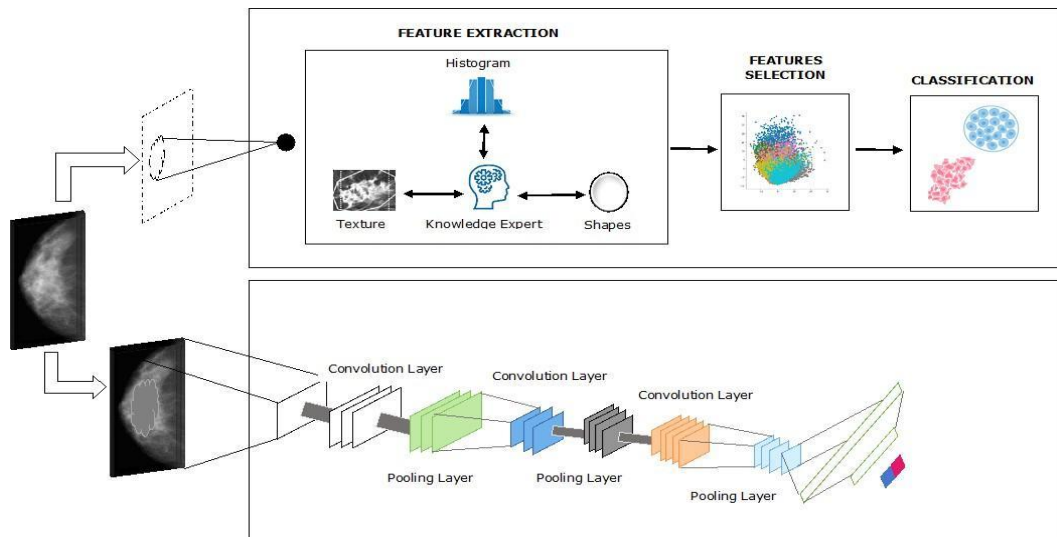 FEATURE EXTRACTION
Histogram
Texture
Knowledge Expert
Shapes
FEATURES
SELECTION
CLASSIFICATION
Convolution Layer
Convolution Layer
Convolution Layer
Pooling Layer
Pooling Layer
Pooling Layer